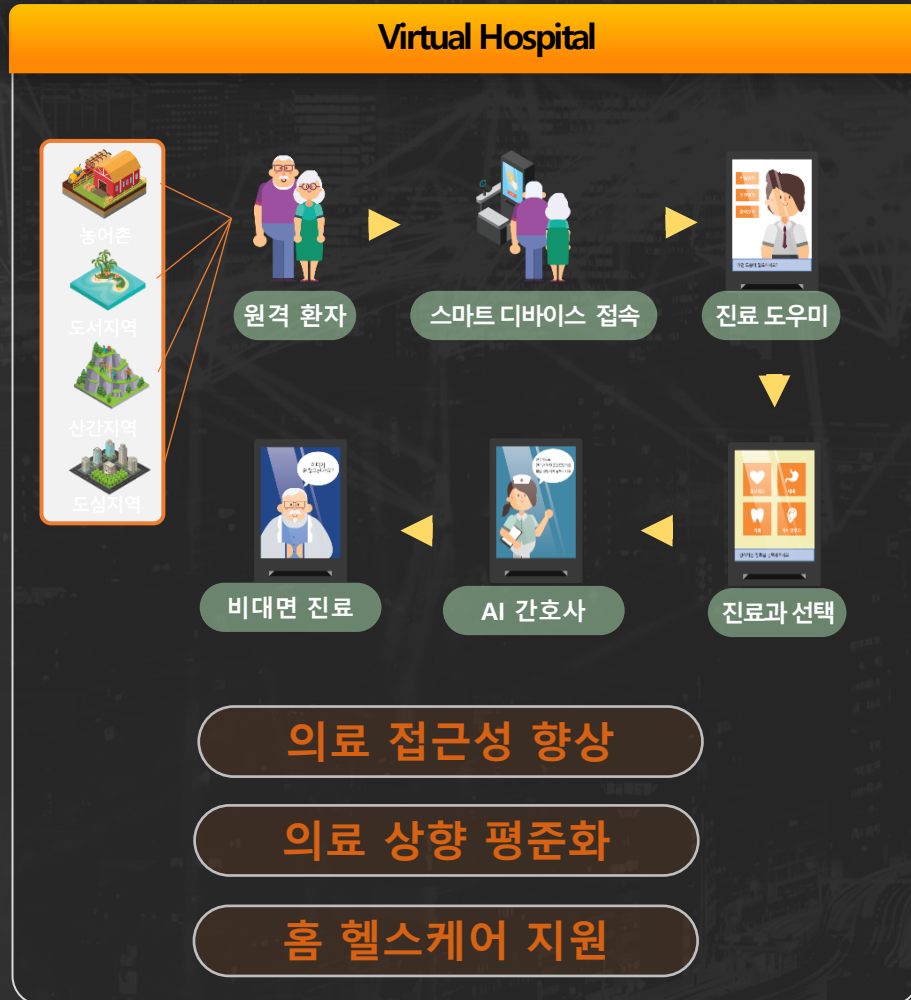 Virtual Hospital
농어촌
도서지역
산간지역
도심지역
원격 환자
스마트 디바이스 접속
진료 도우미
비대면 진료
AI 간호사
진료과 선택
의료 접근성 향상
의료 상향 평준화
홈 헬스케어 지원